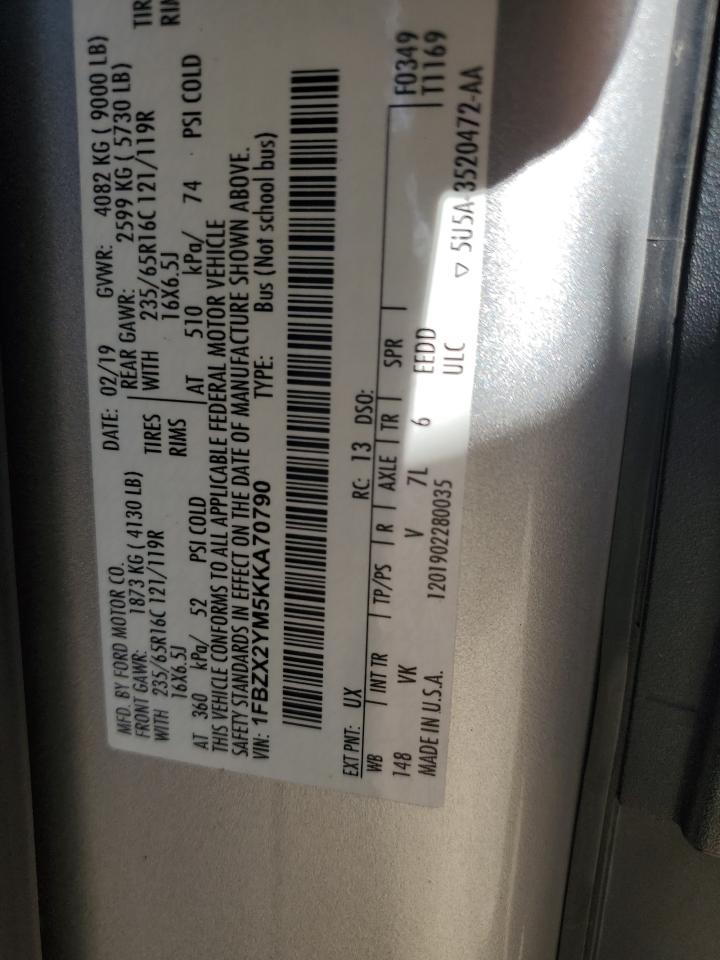 MFD. BY FORD MOTOR CO. DATE: 02/19 GVWR: 4082 KG ( 9000 LB)
FRONT GAWR: 1873 KG ( 4130 LB) REAR GAWR: 2599 KG ( 5730 LB)
WITH 235/65R16C 121/119R TIRES WITH 235/65R16C 121/119R TIR
16X6.5J RIMS 16X6.5J RIM
AT 360 kPa/ 52 PSI COLD AT 510 kPa/ 74 PSI COLD
THIS VEHICLE CONFORMS TO ALL APPLICABLE FEDERAL MOTOR VEHICLE
SAFETY STANDARDS IN EFFECT ON THE DATE OF MANUFACTURE SHOWN ABOVE.
VIN: 1FBZX2YM5KKA70790 TYPE: Bus (Not school bus)
EXT PNT: UX RC: 13 DSO:
WB INT TR TP/PS R AXLE TR SPR F0349
148 VK V 7L 6 EEDD T1169
MADE IN U.S.A. 1201902280035 ULC ▽ 5U5A-3520472-AA